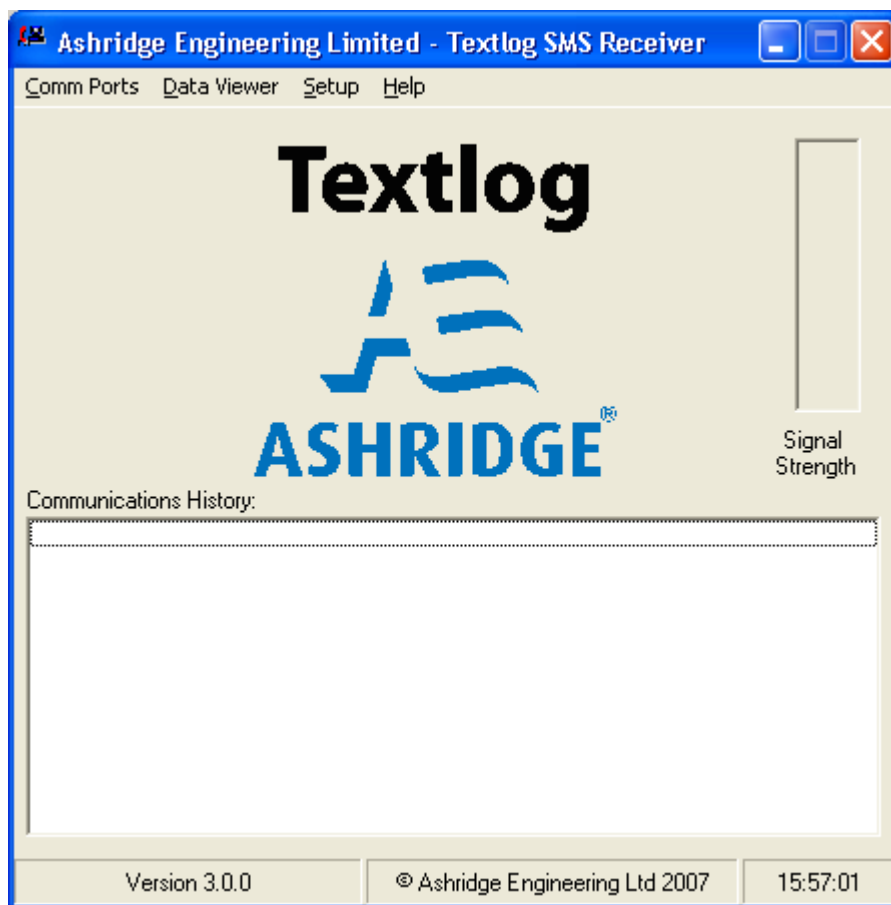 Ashridge Engineering Limited - Textlog SMS Receiver
Comm Ports Data Viewer Setup Help
Textlog
ASHRIDGE®
Signal
Strength
Communications History:
Version 3.0.0
© Ashridge Engineering Ltd 2007
15:57:01